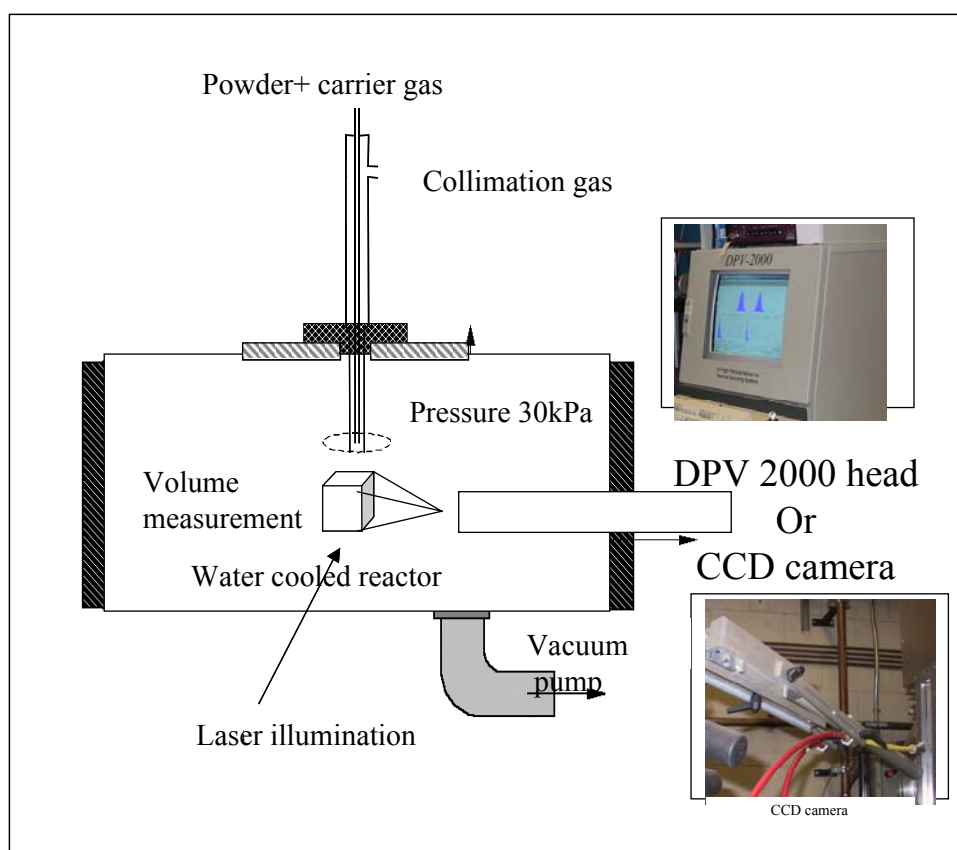 Powder+ carrier gas
Collimation gas
DPV-2000
Pressure 30kPa
Volume
measurement
DPV 2000 head
Or
CCD camera
Water cooled reactor
Vacuum
pump
Laser illumination
CCD camera